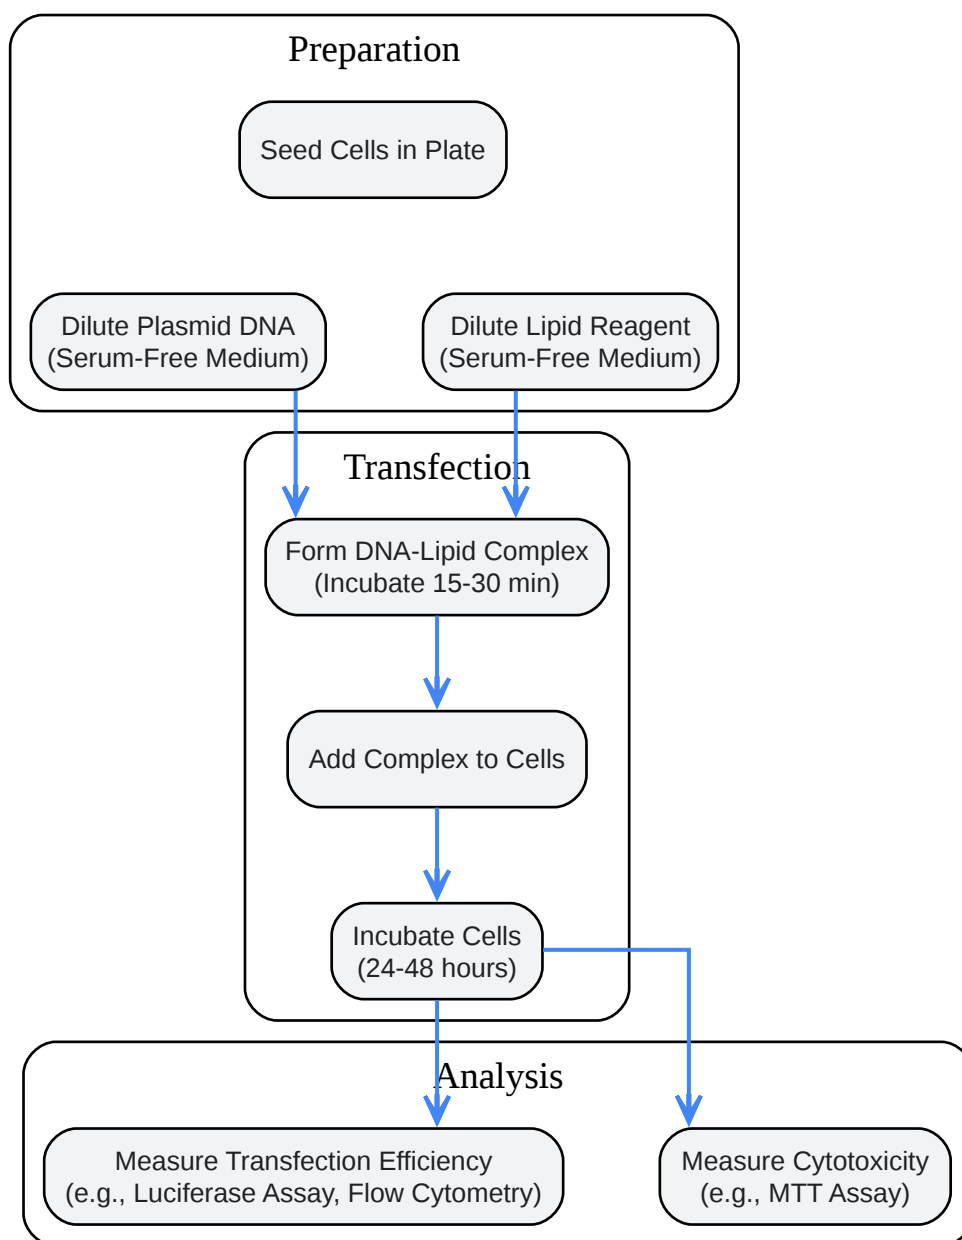 Preparation
Seed Cells in Plate
Dilute Plasmid DNA
(Serum-Free Medium)
Dilute Lipid Reagent
(Serum-Free Medium)
Transfection
Form DNA-Lipid Complex
(Incubate 15-30 min)
Add Complex to Cells
Incubate Cells
(24-48 hours)
Analysis
Measure Transfection Efficiency
(e.g., Luciferase Assay, Flow Cytometry)
Measure Cytotoxicity
(e.g., MTT Assay)